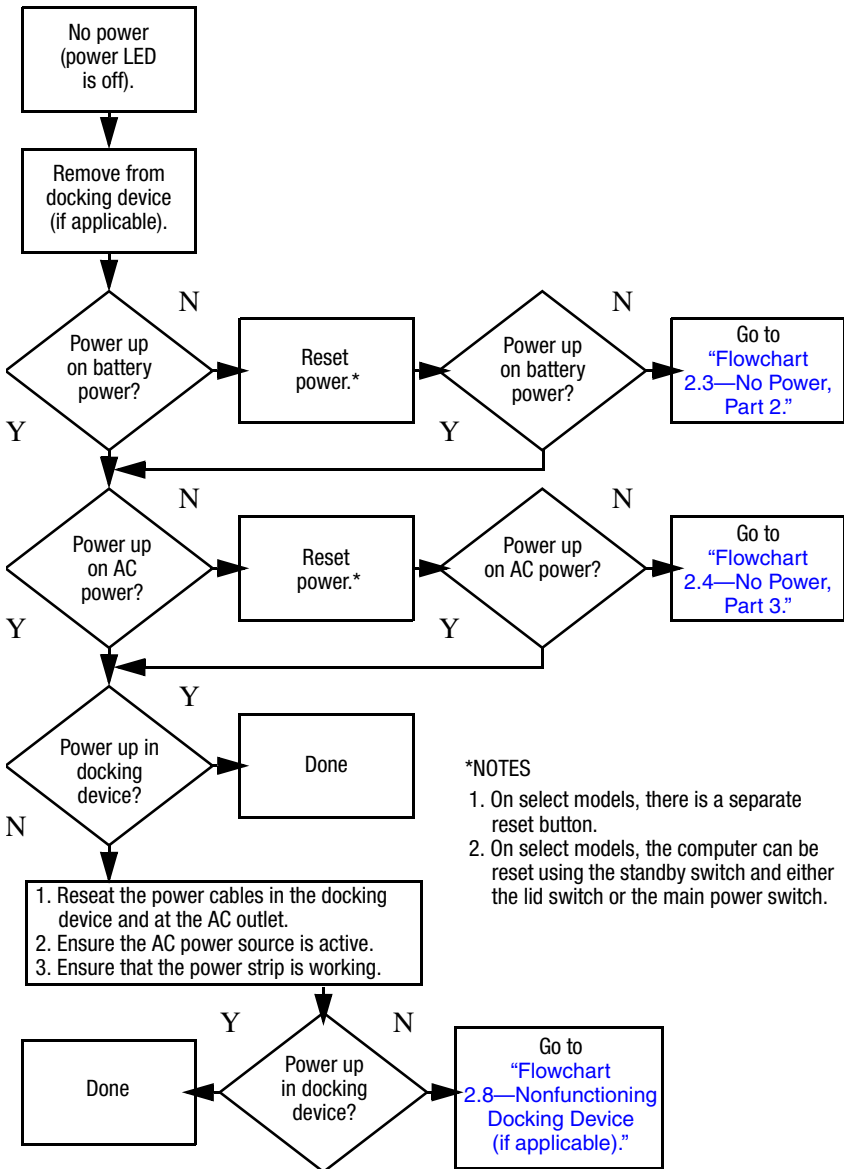 No power
(power LED
is off).
Remove from
docking device
(if applicable).
N
Power up
on battery
power?
Y
Reset
power.*
N
Power up
on battery
power?
Y
Go to
“Flowchart
2.3—No Power,
Part 2.”
N
Power up
on AC
power?
Y
Reset
power.*
N
Power up
on AC power?
Y
Go to
“Flowchart
2.4—No Power,
Part 3.”
Y
Power up in
docking
device?
N
Done
*NOTES
1. On select models, there is a separate
reset button.
2. On select models, the computer can be
reset using the standby switch and either
the lid switch or the main power switch.
1. Reseat the power cables in the docking
device and at the AC outlet.
2. Ensure the AC power source is active.
3. Ensure that the power strip is working.
Y
N
Done
Power up
in docking
device?
Go to
“Flowchart
2.8—Nonfunctioning
Docking Device
(if applicable).”